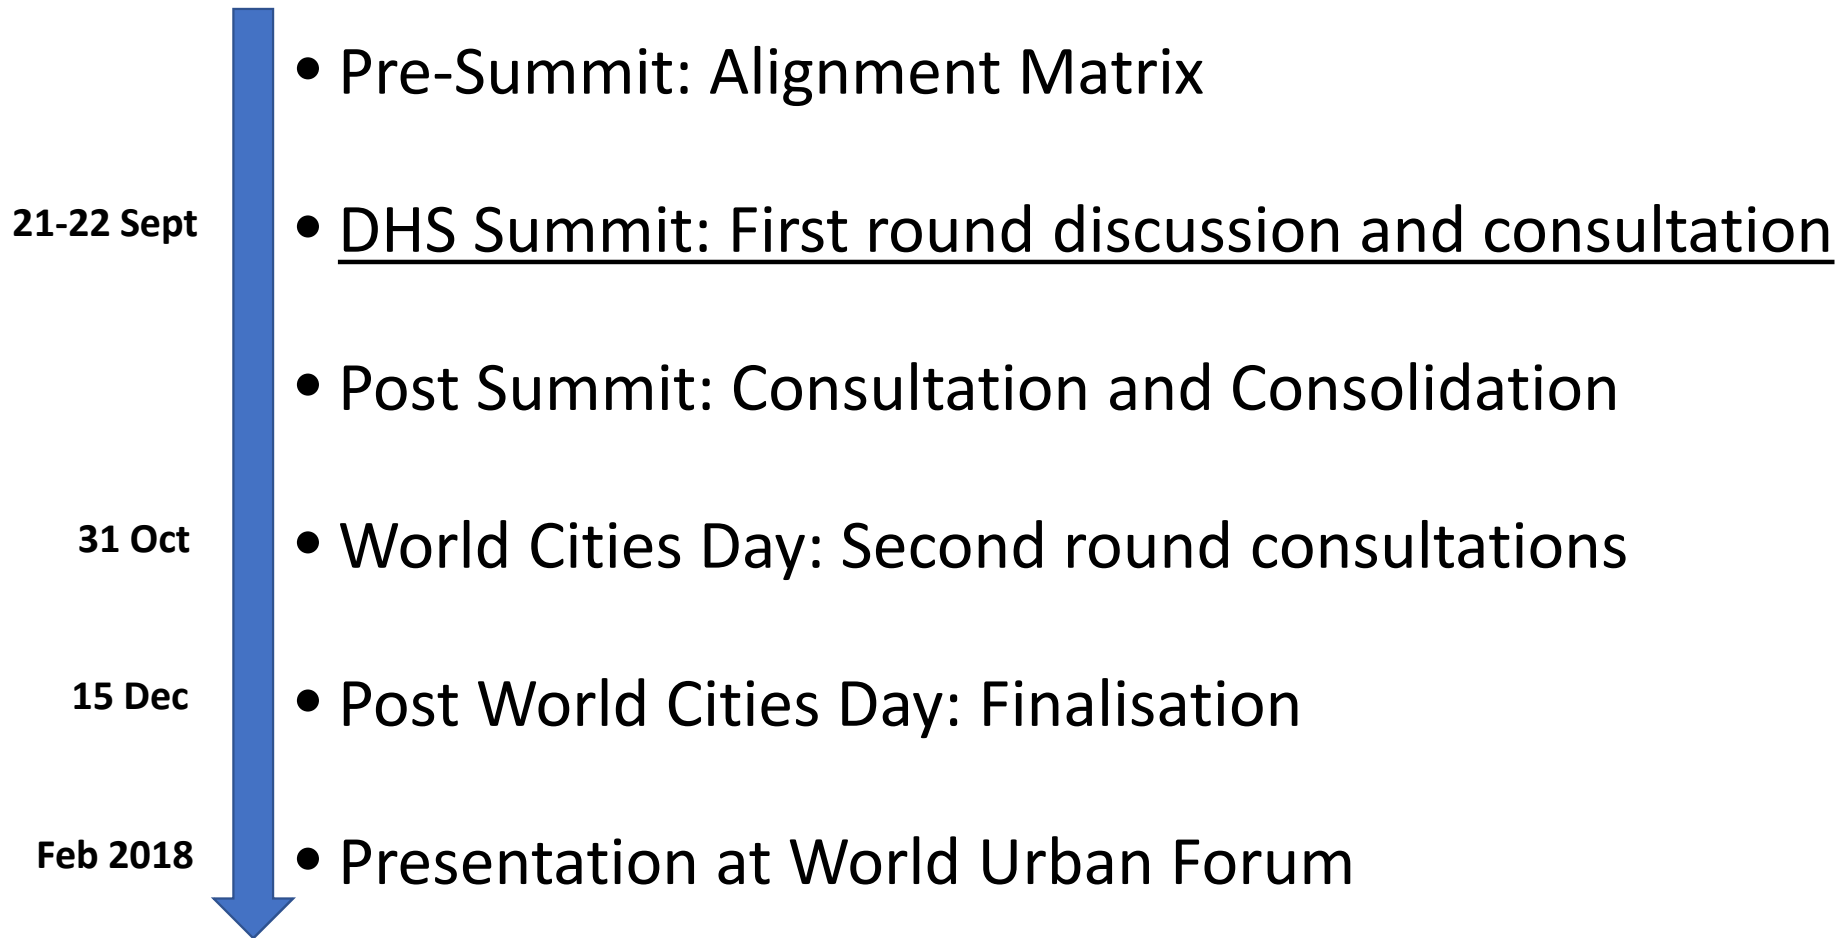 • Pre-Summit: Alignment Matrix
21-22 Sept • DHS Summit: First round discussion and consultation
• Post Summit: Consultation and Consolidation
31 Oct • World Cities Day: Second round consultations
15 Dec • Post World Cities Day: Finalisation
Feb 2018 • Presentation at World Urban Forum